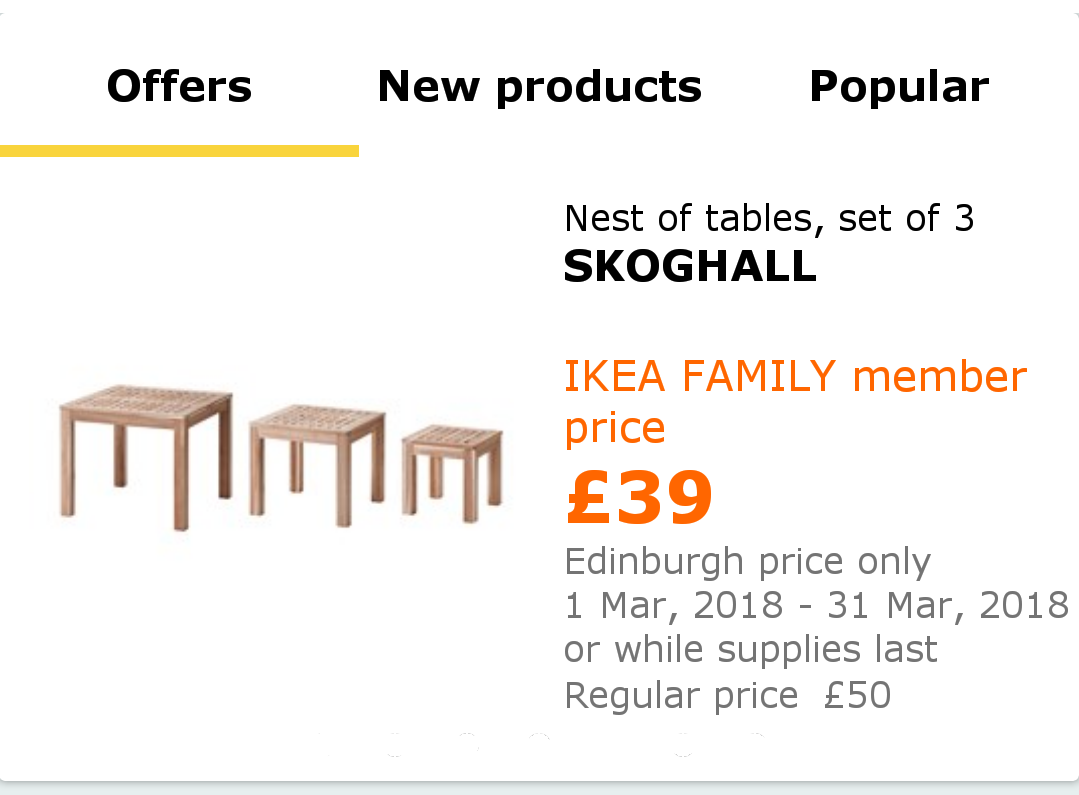 Offers New products Popular
Nest of tables, set of 3
SKOGHALL
IKEA FAMILY member
price
£39
Edinburgh price only
1 Mar, 2018 - 31 Mar, 2018
or while supplies last
Regular price £50